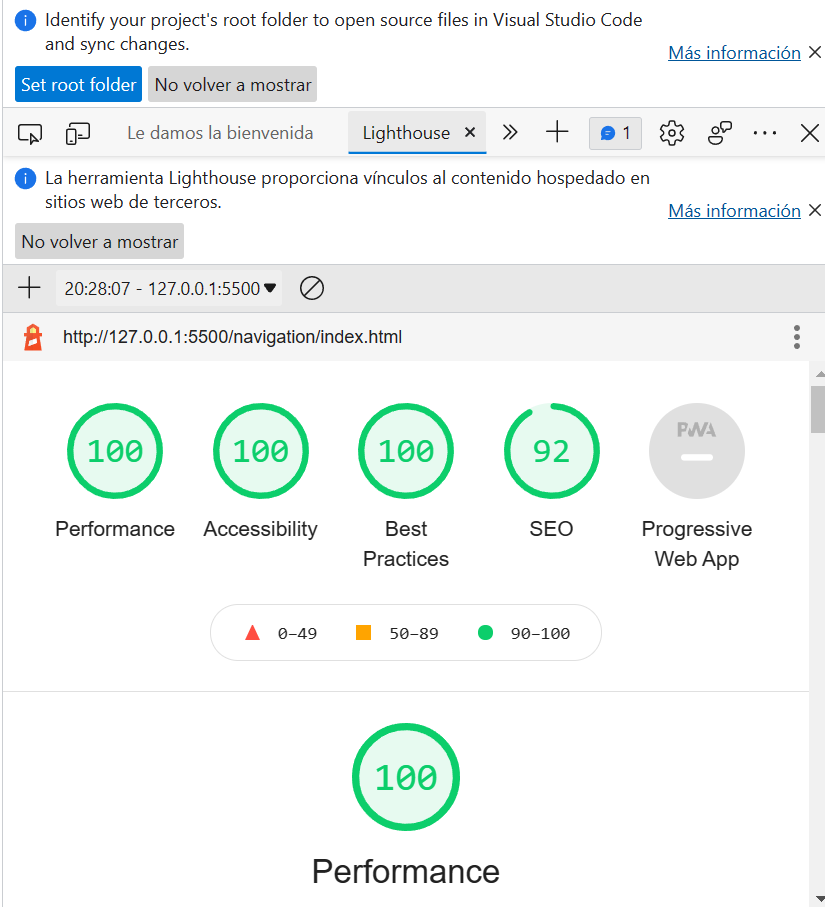 Identify your project's root folder to open source files in Visual Studio Code
and sync changes.
Más información
Set root folder No volver a mostrar
Le damos la bienvenida Lighthouse 1
La herramienta Lighthouse proporciona vínculos al contenido hospedado en
sitios web de terceros.
Más información
No volver a mostrar
20:28:07 - 127.0.0.1:5500
http://127.0.0.1:5500/navigation/index.html
100 100 100 92 PWA
Performance Accessibility Best SEO Progressive
Practices Web App
0–49 50–89 90–100
100
Performance